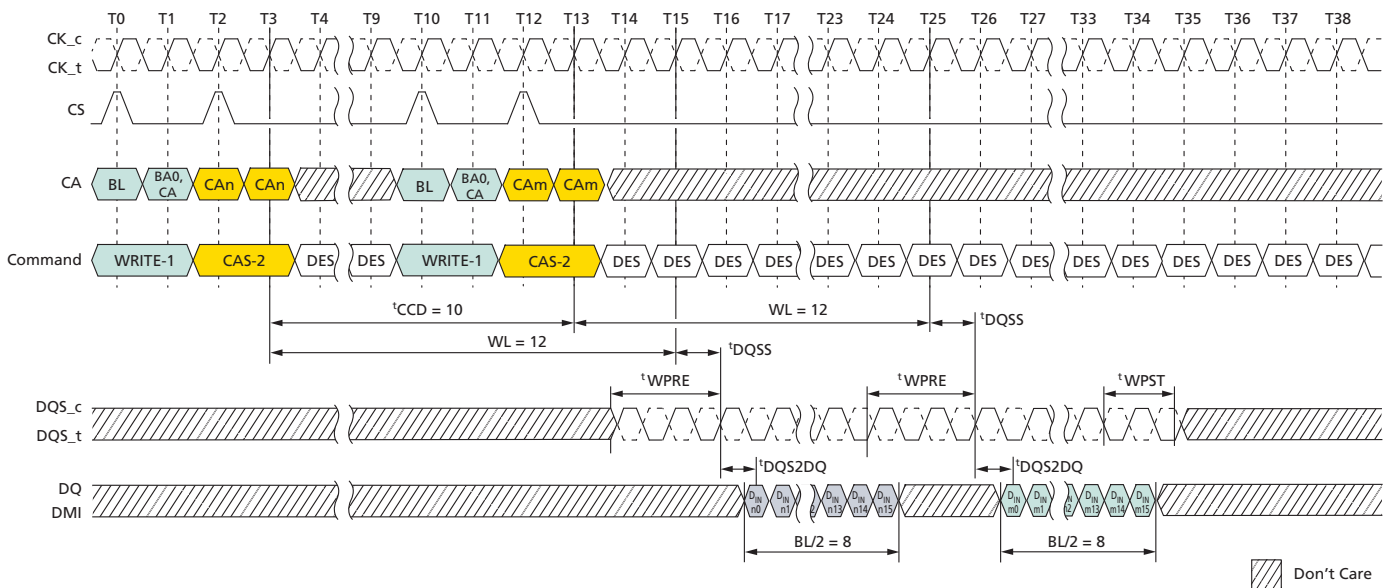 T0 T1 T2 T3 T4 T9 T10 T11 T12 T13 T14 T15 T16 T17 T23 T24 T25 T26 T27 T33 T34 T35 T36 T37 T38
CK_c
CK_t
CS
CA BL BA0, CA CAn CAn BL BA0, CA CAm CAm
Command WRITE-1 CAS-2 DES DES WRITE-1 CAS-2 DES DES DES DES DES DES DES DES DES DES DES DES DES DES DES
tCCD = 10 WL = 12 tDQSS
WL = 12 tDQSS
tWPRE tWPRE tWPST
DQS_c
DQS_t
tDQS2DQ tDQS2DQ
DQ
DMI
DIN n0 DIN n1 DIN n13 DIN n14 DIN n15 DIN m0 DIN m1 DIN m13 DIN m14 DIN m15
BL/2 = 8 BL/2 = 8
Don't Care